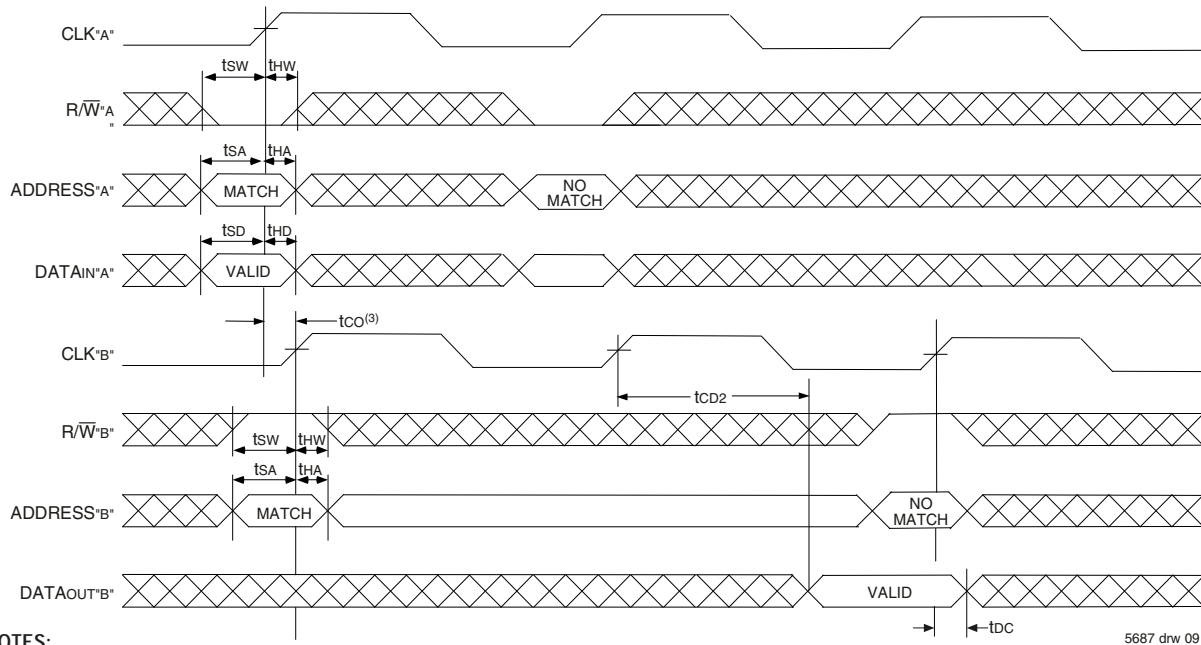 CLK"A"
tSW tHW
R/W"A
"
tSA tHA
ADDRESS"A" MATCH NO
MATCH
tSD tHD
DATAIN"A" VALID
tCO(3)
CLK"B"
tCD2
R/W"B"
tSW tHW
tSA tHA
ADDRESS"B" MATCH NO
MATCH
DATAOUT"B" VALID
tDC
OTES:
5687 drw 09